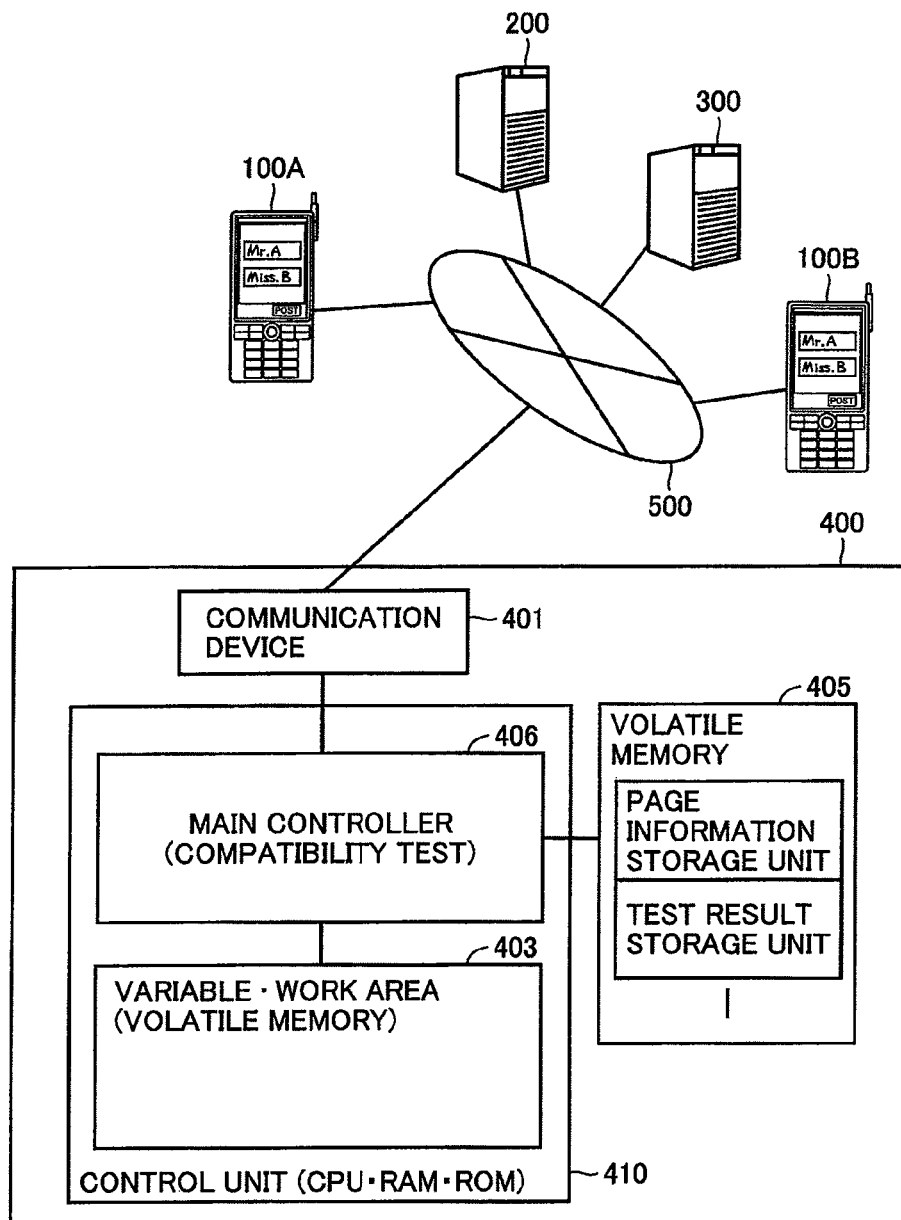 200
300
100A
Mr.A
Miss.B
POST
100B
Mr.A
Miss.B
POST
500
400
COMMUNICATION
DEVICE
401
405
VOLATILE
MEMORY
406
MAIN CONTROLLER
(COMPATIBILITY TEST)
PAGE
INFORMATION
STORAGE UNIT
TEST RESULT
STORAGE UNIT
403
VARIABLE・WORK AREA
(VOLATILE MEMORY)
CONTROL UNIT (CPU・RAM・ROM)
410